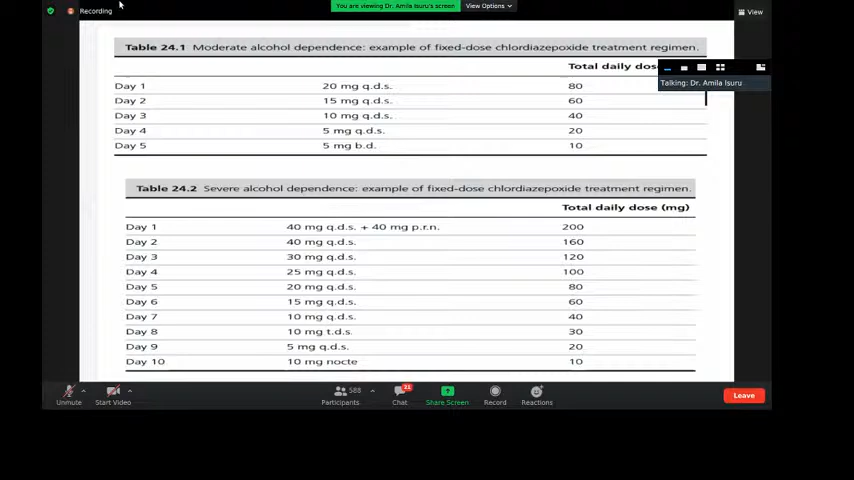 Recording
You are viewing Dr. Amila Isuru's screen
View Options
View
Table 24.1 Moderate alcohol dependence: example of fixed-dose chlordiazepoxide treatment regimen.
Total daily dose
Talking: Dr. Amila Isuru
Day 1 20 mg q.d.s. 80
Day 2 15 mg q.d.s. 60
Day 3 10 mg q.d.s. 40
Day 4 5 mg q.d.s. 20
Day 5 5 mg b.d. 10
Table 24.2 Severe alcohol dependence: example of fixed-dose chlordiazepoxide treatment regimen.
Total daily dose (mg)
Day 1 40 mg q.d.s. + 40 mg p.r.n. 200
Day 2 40 mg q.d.s. 160
Day 3 30 mg q.d.s. 120
Day 4 25 mg q.d.s. 100
Day 5 20 mg q.d.s. 80
Day 6 15 mg q.d.s. 60
Day 7 10 mg q.d.s. 40
Day 8 10 mg t.d.s. 30
Day 9 5 mg q.d.s. 20
Day 10 10 mg nocte 10
588
21
Unmute Start Video Participants Chat Share Screen Record Reactions Leave